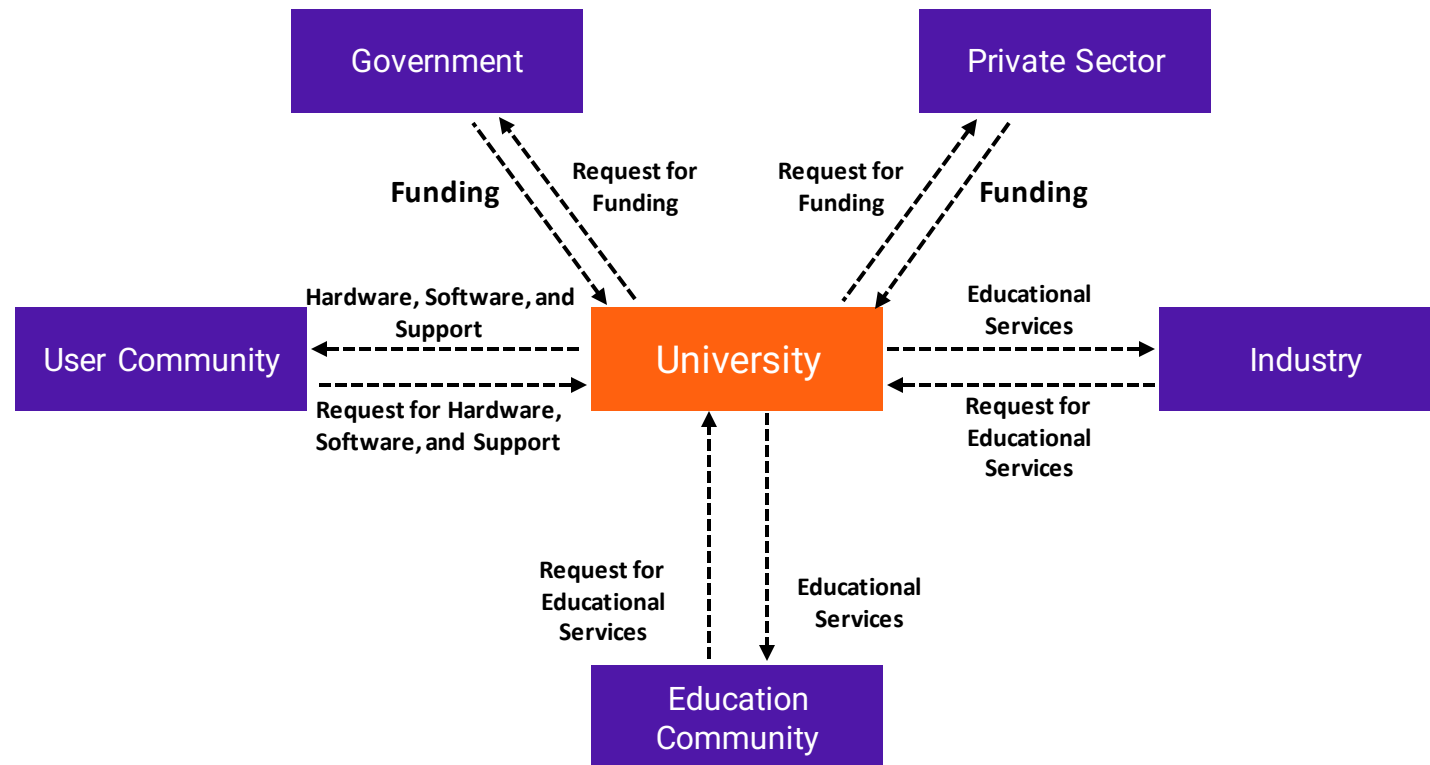 Government
Private Sector
Request for
Funding
Request for
Funding
Funding
Funding
Hardware, Software, and
Support
Educational
Services
User Community
University
Industry
Request for Hardware,
Software, and Support
Request for
Educational
Services
Request for
Educational
Services
Educational
Services
Education
Community